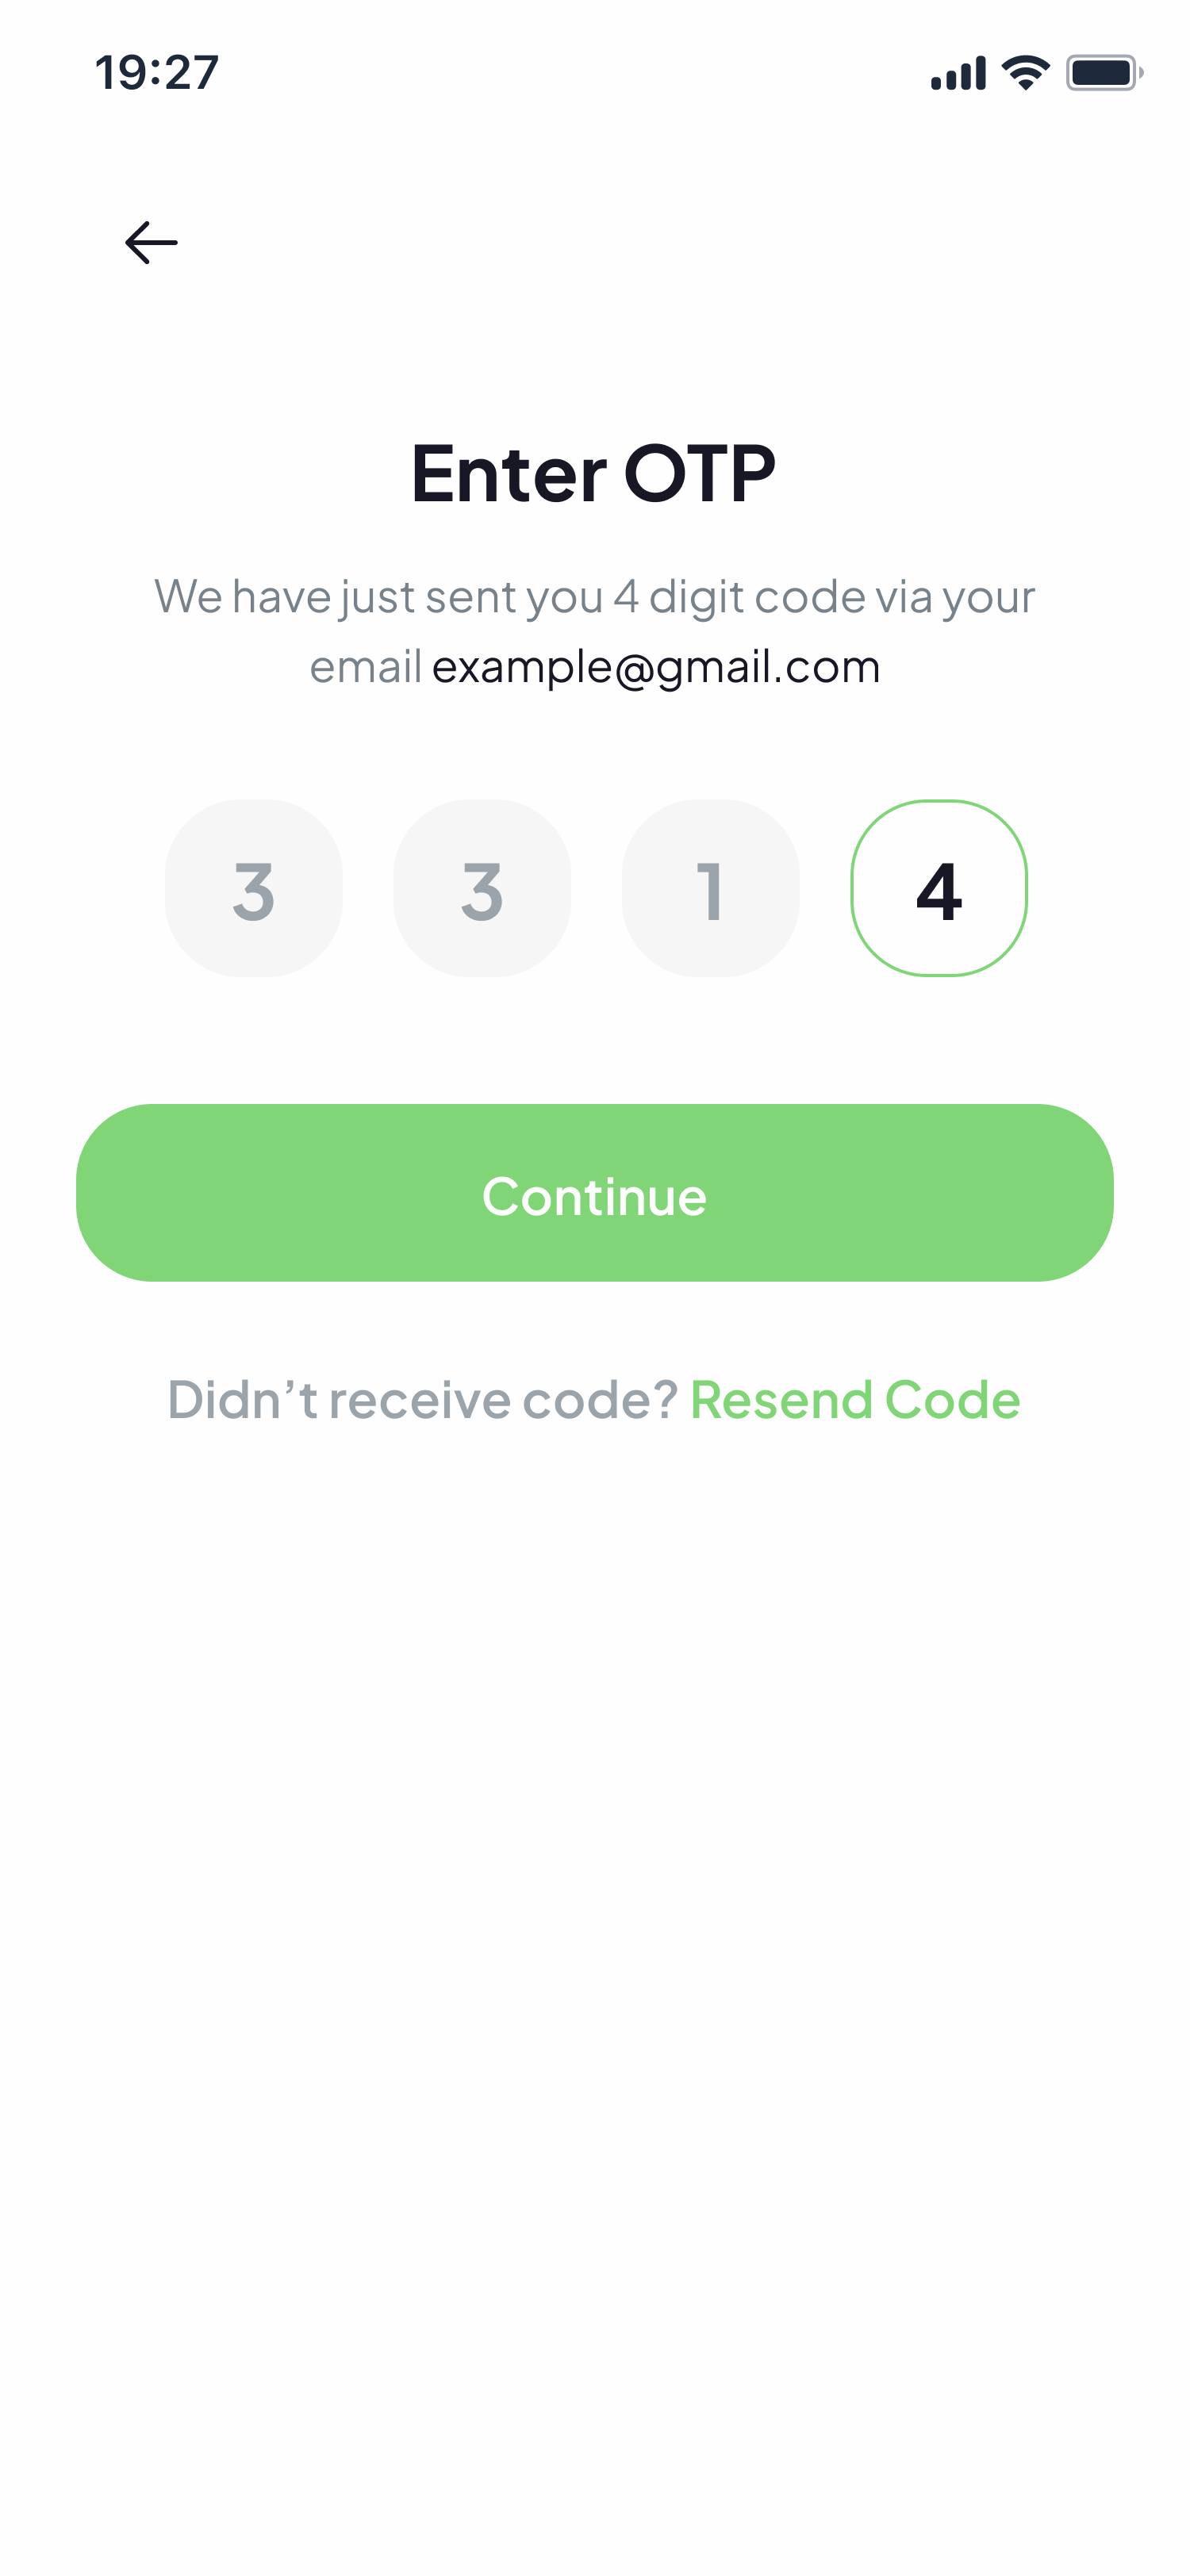 19:27
Enter OTP
We have just sent you 4 digit code via your
email example@gmail.com
3 3 1 4
Continue
Didn’t receive code? Resend Code